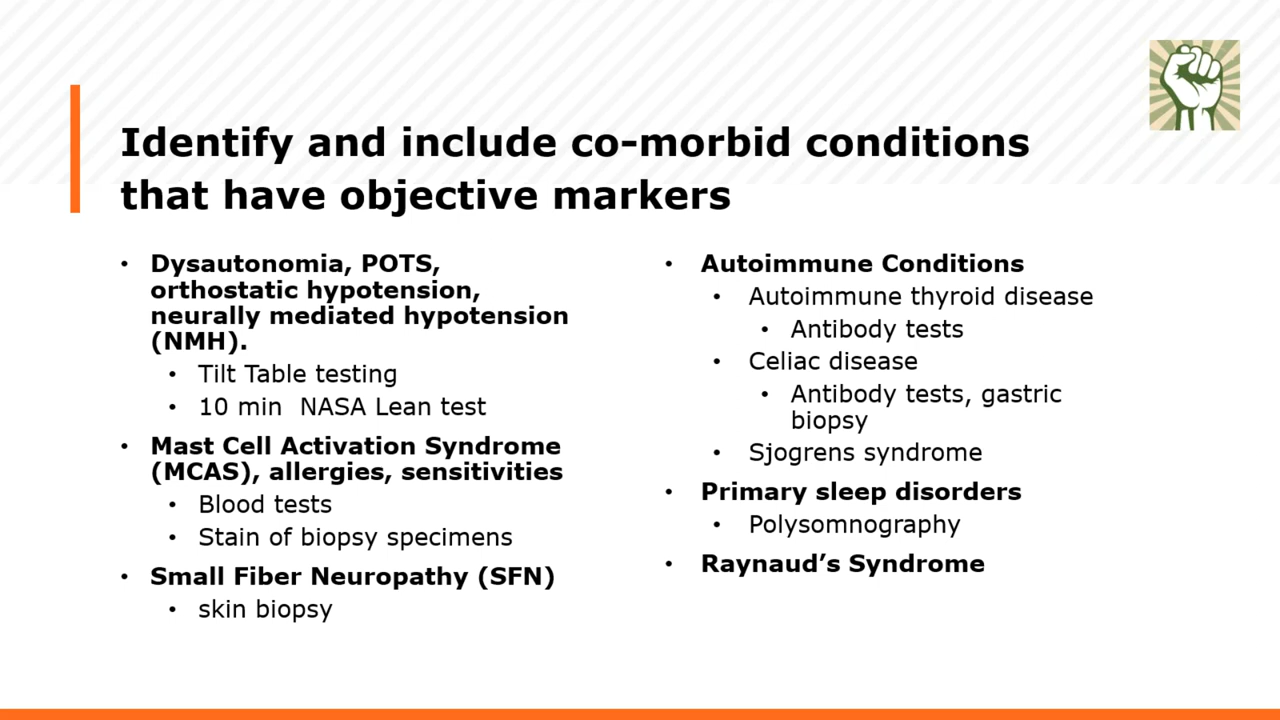 Identify and include co-morbid conditions
that have objective markers
• Dysautonomia, POTS,
orthostatic hypotension,
neurally mediated hypotension
(NMH).
• Tilt Table testing
• 10 min  NASA Lean test
• Mast Cell Activation Syndrome
(MCAS), allergies, sensitivities
• Blood tests
• Stain of biopsy specimens
• Small Fiber Neuropathy (SFN)
• skin biopsy
• Autoimmune Conditions
• Autoimmune thyroid disease
• Antibody tests
• Celiac disease
• Antibody tests, gastric
biopsy
• Sjogrens syndrome
• Primary sleep disorders
• Polysomnography
• Raynaud’s Syndrome